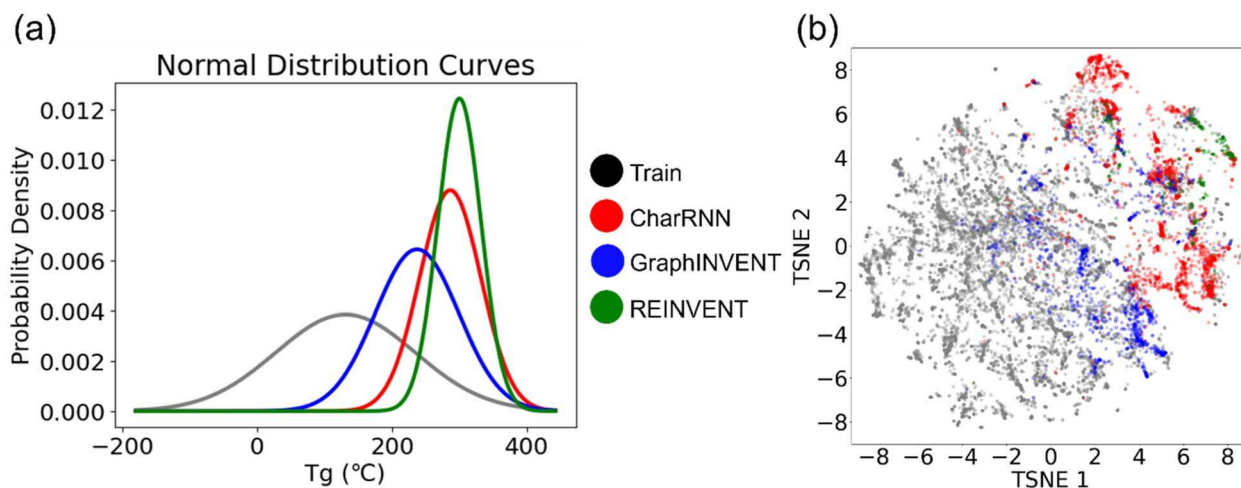 (a)
Normal Distribution Curves
Probability Density
0.012
0.010
0.008
0.006
0.004
0.002
0.000
−200
0
200
400
Tg (℃)
Train
CharRNN
GraphINVENT
REINVENT
(b)
TSNE 2
8
6
4
2
0
−2
−4
−6
−8
−8
−6
−4
−2
0
2
4
6
8
TSNE 1